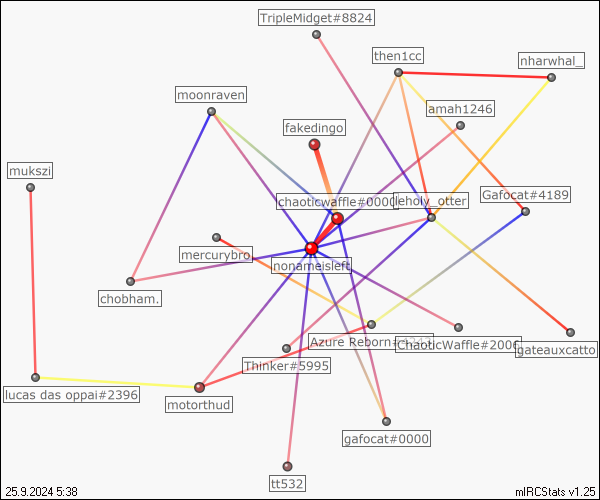 TripleMidget#8824
then1cc
nharwhal_
moonraven
amah1246
fakedingo
mukszi
chaoticwaffle#0000
leholy_otter
Gafocat#4189
mercurybro.
nonameisleft
chobham.
Azure Reborn
ChaoticWaffle#2006
gateauxcatto
Thinker#5995
lucas das oppai#2396
motorthud
gafocat#0000
tt532
25.9.2024 5:38
mIRCStats v1.25